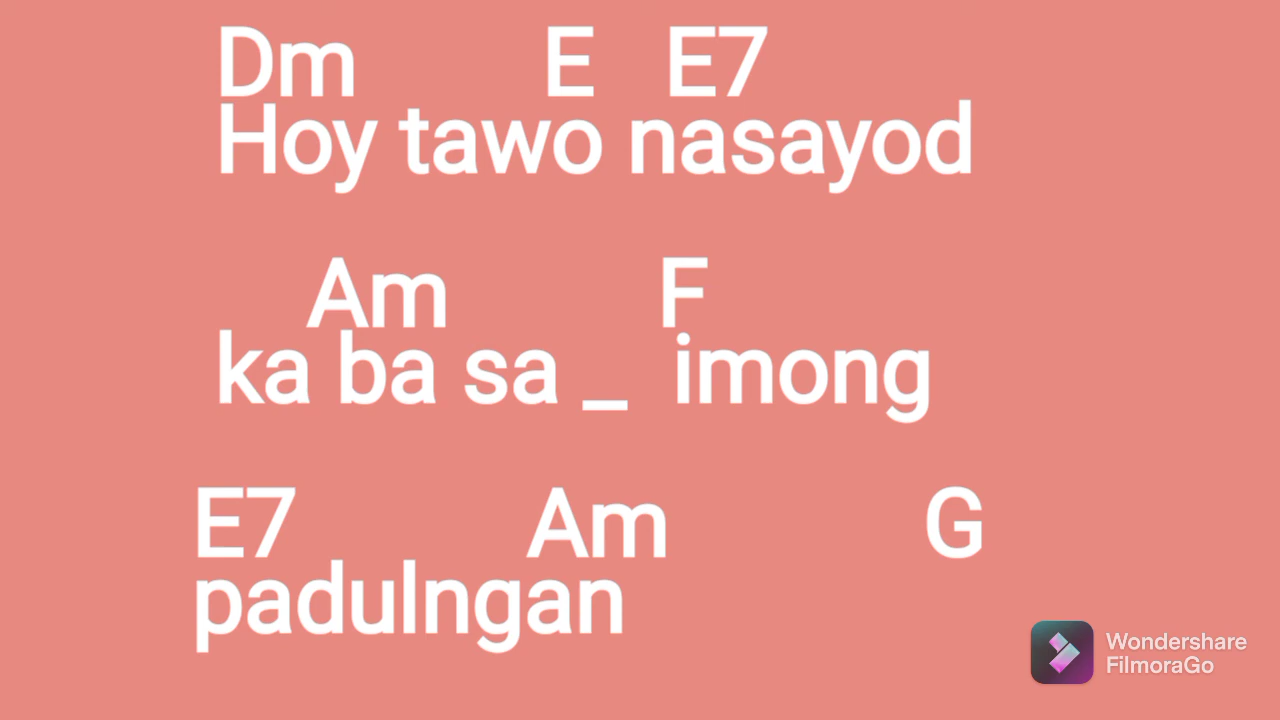 Dm E E7
Hoy tawo nasayod
Am F
ka ba sa _ imong
E7 Am G
padulngan
Wondershare
FilmoraGo